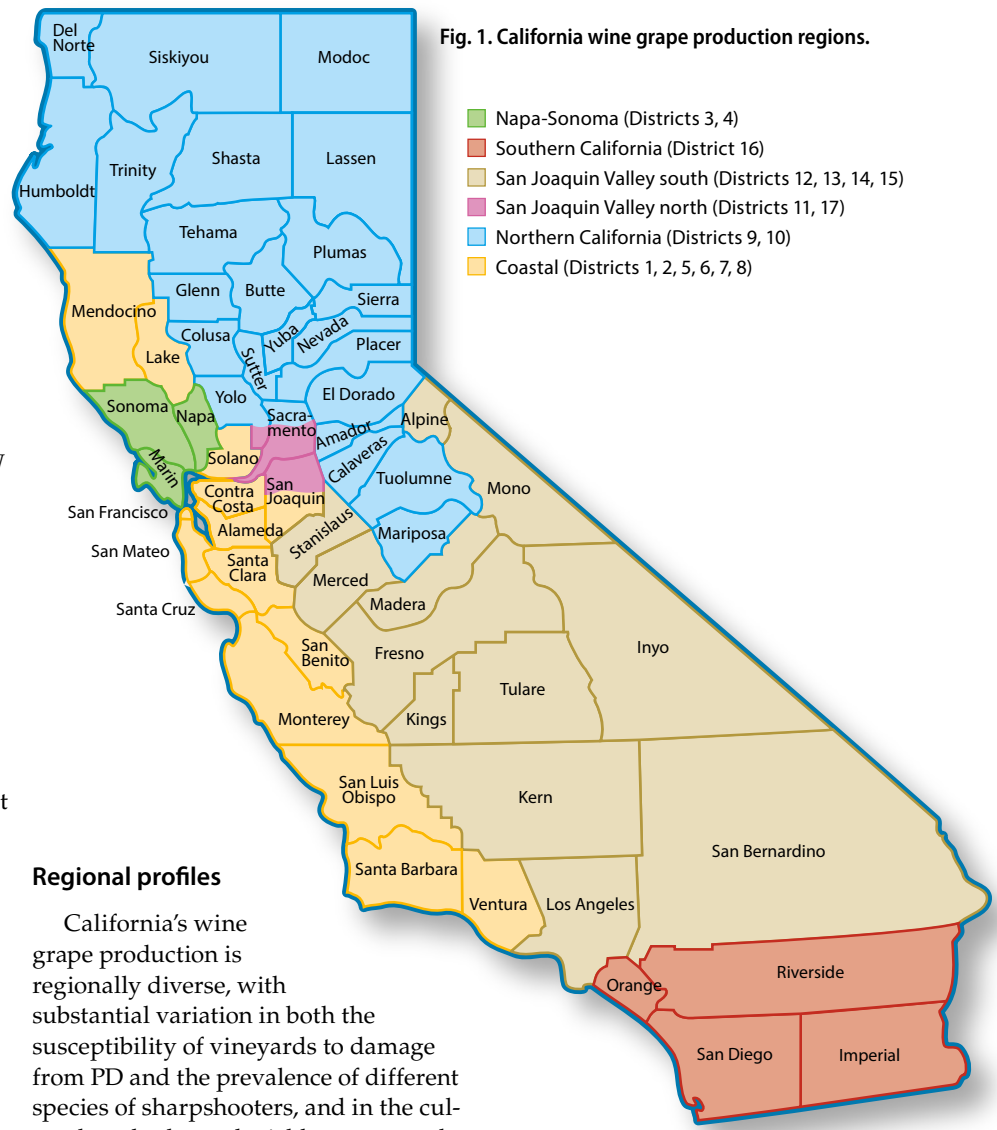 Fig. 1. California wine grape production regions.
Napa-Sonoma (Districts 3, 4)
Southern California (District 16)
San Joaquin Valley south (Districts 12, 13, 14, 15)
San Joaquin Valley north (Districts 11, 17)
Northern California (Districts 9, 10)
Coastal (Districts 1, 2, 5, 6, 7, 8)
Del
Norte
Siskiyou
Modoc
Humboldt
Trinity
Shasta
Lassen
Tehama
Plumas
Glenn
Butte
Sierra
Mendocino
Lake
Colusa
Sutter
Yuba
Nevada
Placer
Sonoma
Napa
Yolo
El Dorado
Sacra-
mento
Amador
Alpine
Marin
Solano
Calaveras
Tuolumne
Mono
Contra
Costa
San
Joaquin
San Francisco
Alameda
Stanislaus
Mariposa
San Mateo
Santa
Clara
Merced
Madera
Santa Cruz
San
Benito
Fresno
Inyo
Tulare
Monterey
Kings
San Luis
Obispo
Kern
San Bernardino
Santa Barbara
Ventura
Los Angeles
Orange
Riverside
San Diego
Imperial
t
Regional profiles
California's wine
grape production is
regionally diverse, with
substantial variation in both the
susceptibility of vineyards to damage
from PD and the prevalence of different
species of sharpshooters, and in the cul-